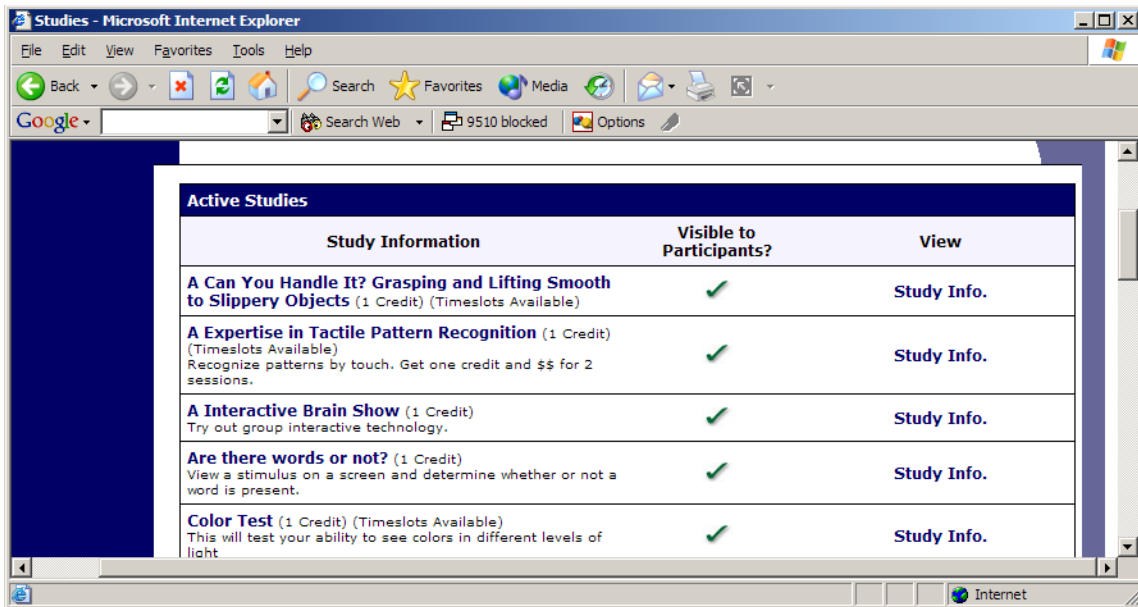 Studies - Microsoft Internet Explorer
File Edit View Favorites Tools Help
Back Search Favorites Media
Google Search Web 9510 blocked Options
Active Studies
Study Information Visible to Participants? View
A Can You Handle It? Grasping and Lifting Smooth
to Slippery Objects (1 Credit) (Timeslots Available)
Study Info.
A Expertise in Tactile Pattern Recognition (1 Credit)
(Timeslots Available)
Recognize patterns by touch. Get one credit and $$ for 2
sessions.
Study Info.
A Interactive Brain Show (1 Credit)
Try out group interactive technology.
Study Info.
Are there words or not? (1 Credit)
View a stimulus on a screen and determine whether or not a
word is present.
Study Info.
Color Test (1 Credit) (Timeslots Available)
This will test your ability to see colors in different levels of
light
Study Info.
Internet